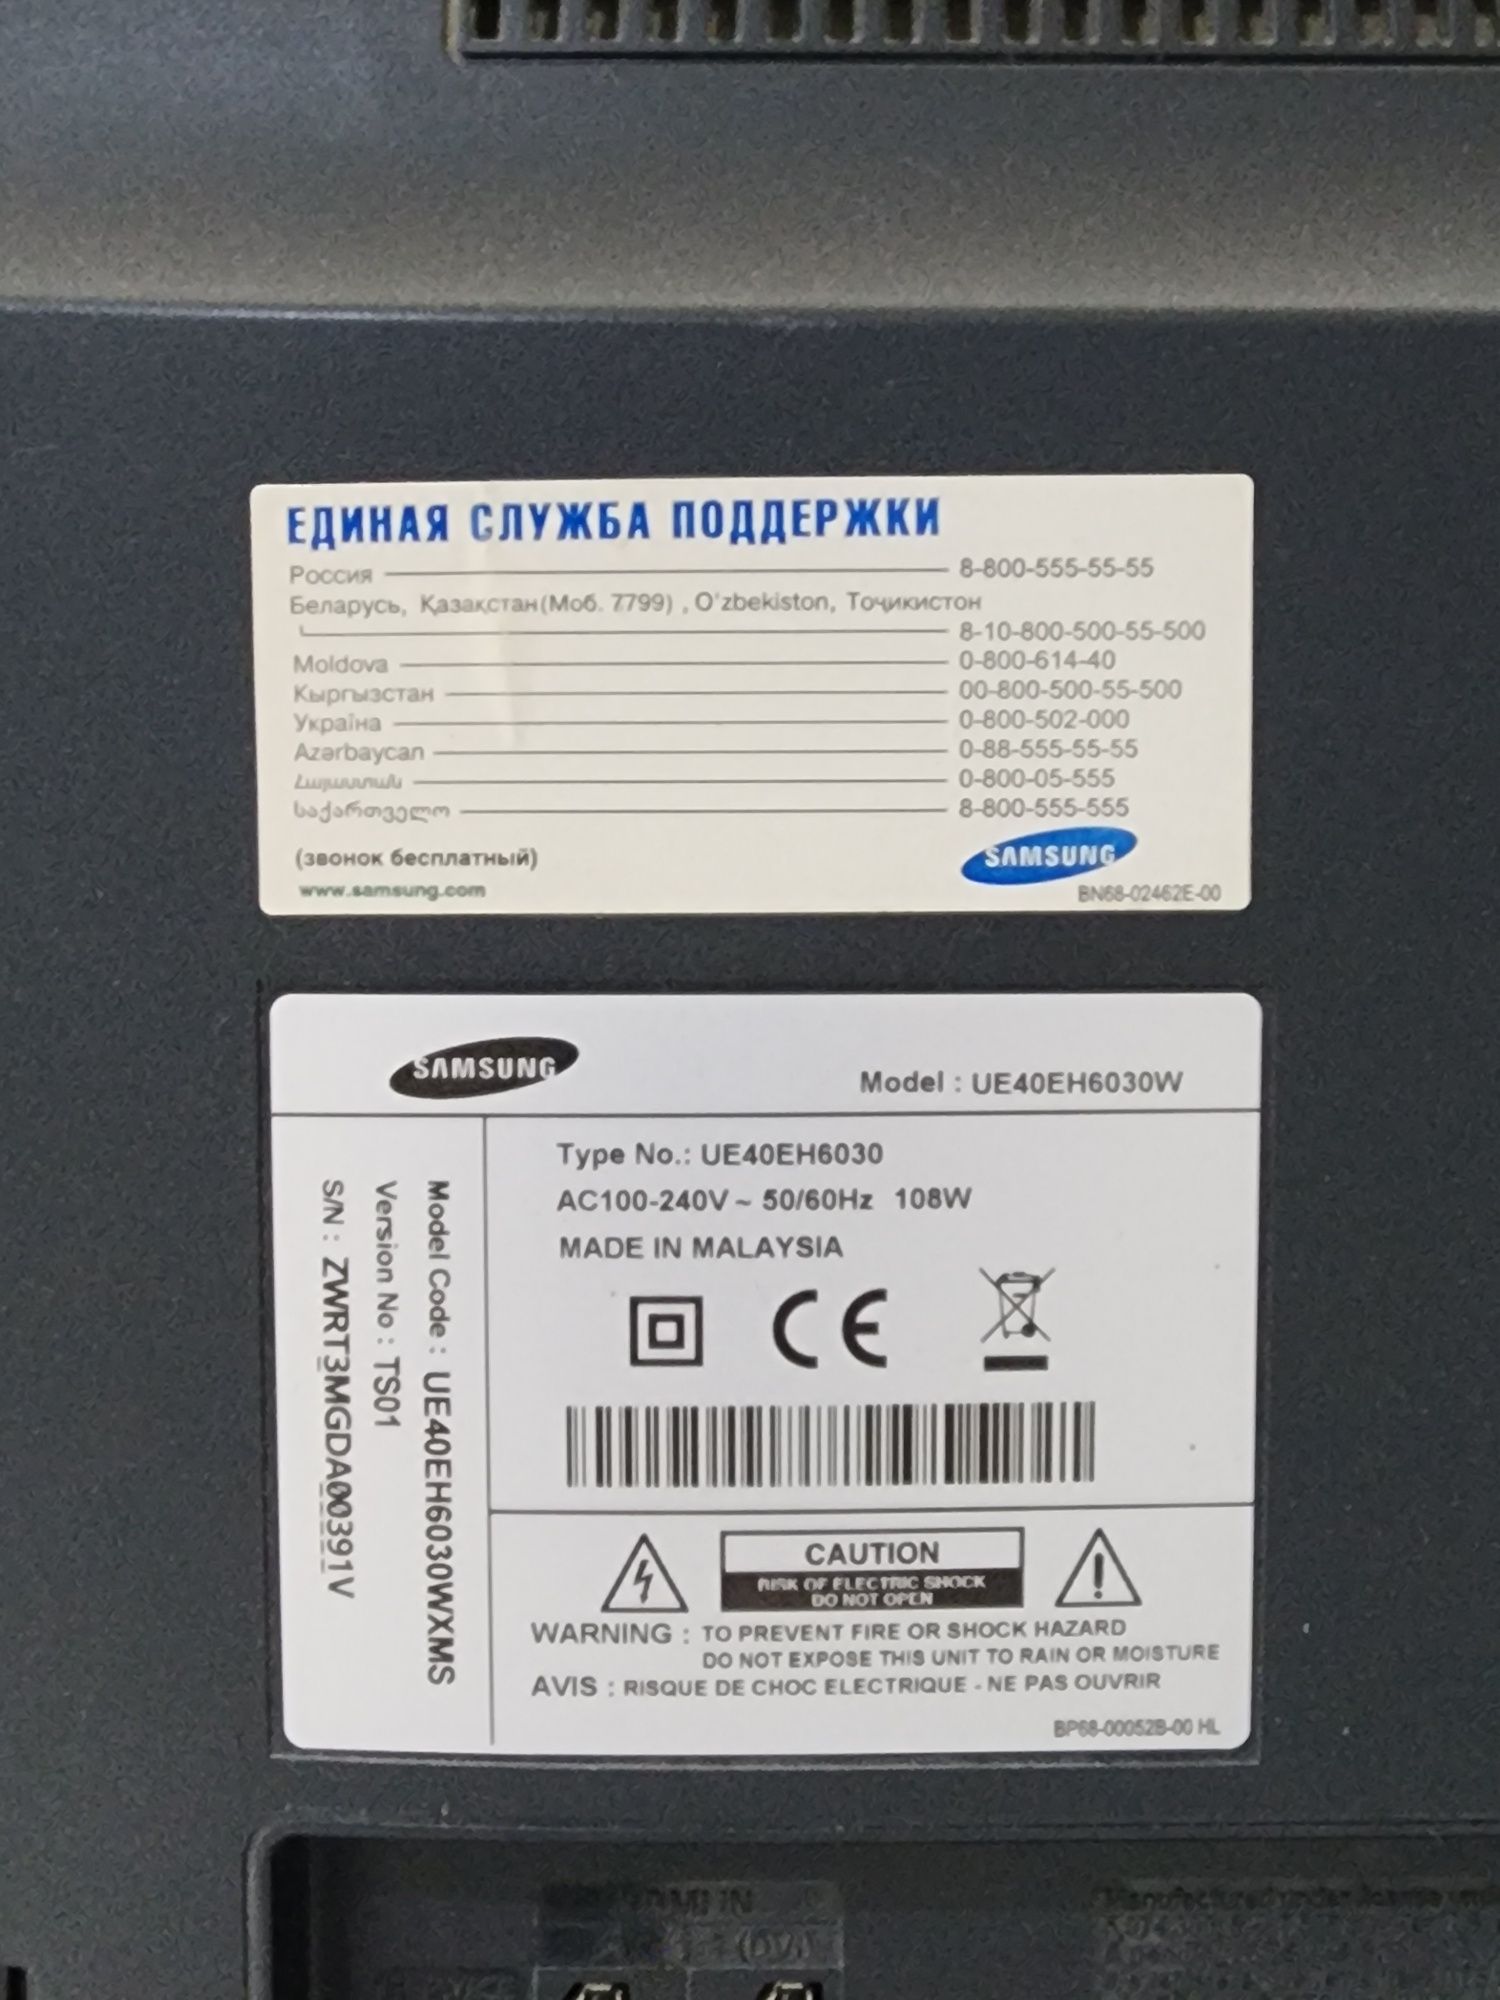 ЕДИНАЯ СЛУЖБА ПОДДЕРЖКИ
Россия 8-800-555-55-55
Беларусь, Қазақстан(Моб. 7799) , O'zbekiston, Тоҷикистон
8-10-800-500-55-500
Moldova 0-800-614-40
Кыргызстан 00-800-500-55-500
Україна 0-800-502-000
Azərbaycan 0-88-555-55-55
Հայաստան 0-800-05-555
საქართველო 8-800-555-555
(звонок бесплатный)
www.samsung.com
SAMSUNG
BN68-02462E-00
SAMSUNG
Model : UE40EH6030W
Type No.: UE40EH6030
AC100-240V ~ 50/60Hz 108W
MADE IN MALAYSIA
CE
Model Code : UE40EH6030WXMS
Version No : TS01
S/N : ZWRT3MGDA00391V
CAUTION
RISK OF ELECTRIC SHOCK
DO NOT OPEN
WARNING : TO PREVENT FIRE OR SHOCK HAZARD
DO NOT EXPOSE THIS UNIT TO RAIN OR MOISTURE
AVIS : RISQUE DE CHOC ELECTRIQUE - NE PAS OUVRIR
BP68-00052B-00 HL
IN
(DVI)